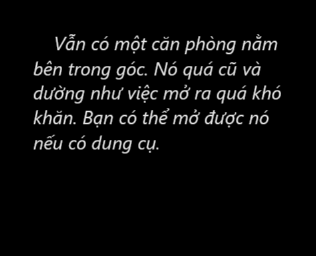 Vẫn có một căn phòng nằm
bên trong góc. Nó quá cũ và
dường như việc mở ra quá khó
khăn. Bạn có thể mở được nó
nếu có dung cụ.